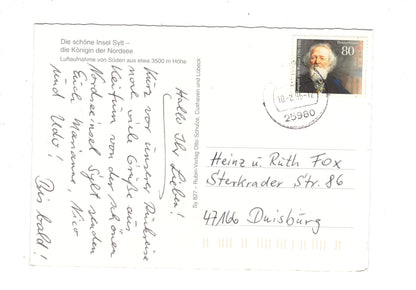 Die schöne Insel Sylt –
die Königin der Nordsee
Luftaufnahme von Süden aus etwa 3500 m Höhe
Hallo Ihr Lieben!
Kurz vor unserer
noch viele Grüße aus
Keitum von der schönen
Nordseeinsel Sylt senden
Euch Marianne, Nico
und Udo!
Bis bald!
80
25980
Heinz u. Ruth Fox
Sterkrader Str. 86
47166 Duisburg